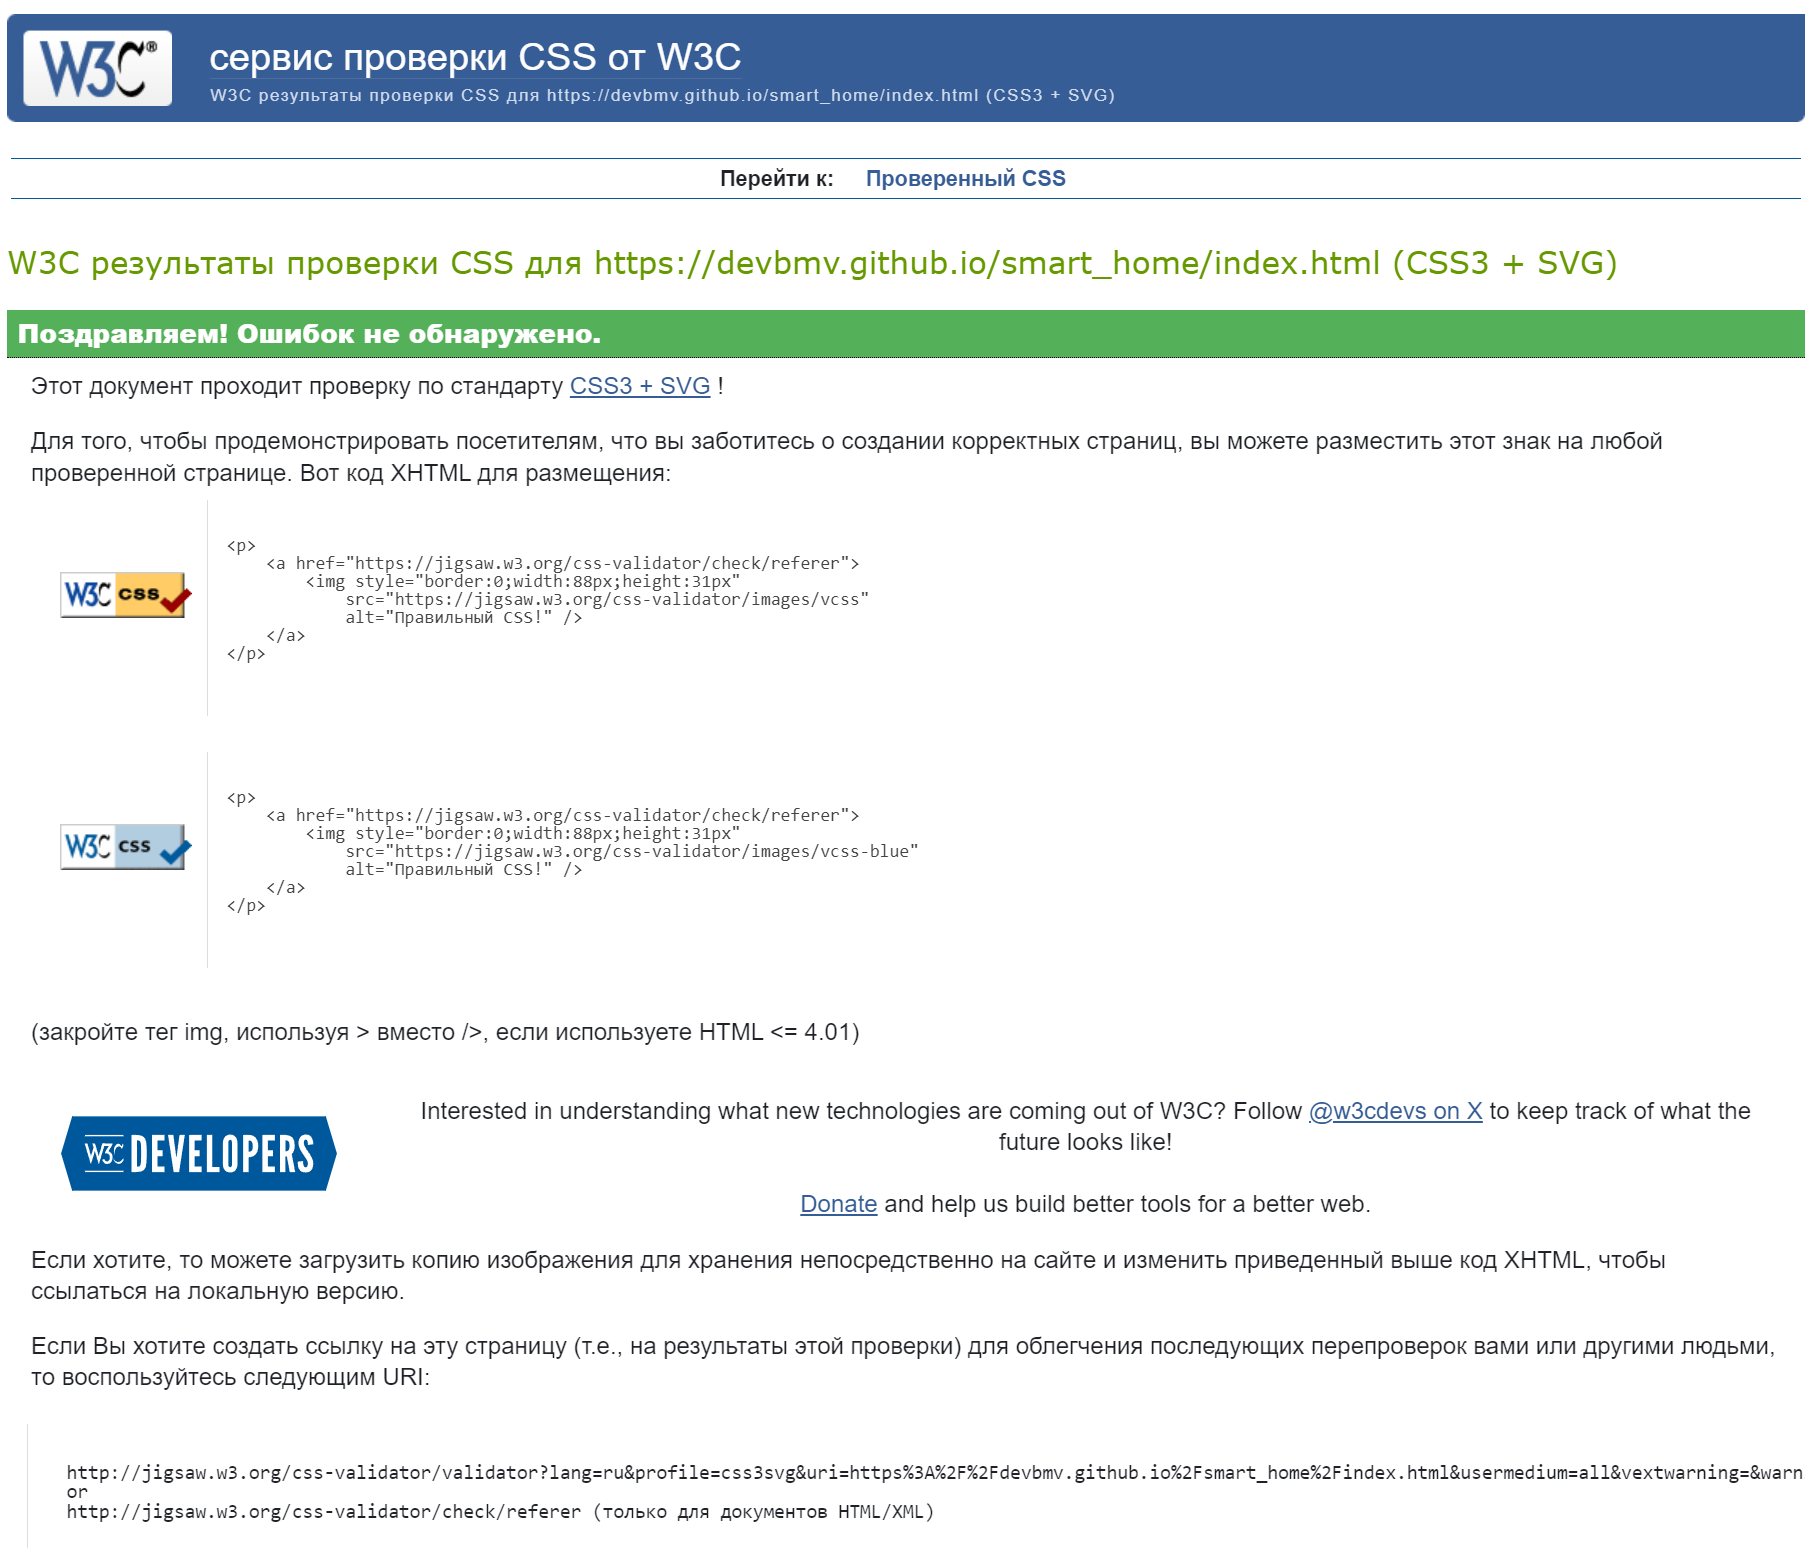 W3C®
сервис проверки CSS от W3C
W3C результаты проверки CSS для https://devbmv.github.io/smart_home/index.html (CSS3 + SVG)
Перейти к: Проверенный CSS
W3C результаты проверки CSS для https://devbmv.github.io/smart_home/index.html (CSS3 + SVG)
Поздравляем! Ошибок не обнаружено.
Этот документ проходит проверку по стандарту CSS3 + SVG !
Для того, чтобы продемонстрировать посетителям, что вы заботитесь о создании корректных страниц, вы можете разместить этот знак на любой
проверенной странице. Вот код XHTML для размещения:
W3C css
<p>
    <a href="https://jigsaw.w3.org/css-validator/check/referer">
        <img style="border:0;width:88px;height:31px"
            src="https://jigsaw.w3.org/css-validator/images/vcss"
            alt="Правильный CSS!" />
    </a>
</p>
W3C css
<p>
    <a href="https://jigsaw.w3.org/css-validator/check/referer">
        <img style="border:0;width:88px;height:31px"
            src="https://jigsaw.w3.org/css-validator/images/vcss-blue"
            alt="Правильный CSS!" />
    </a>
</p>
(закройте тег img, используя > вместо />, если используете HTML <= 4.01)
W3C DEVELOPERS
Interested in understanding what new technologies are coming out of W3C? Follow @w3cdevs on X to keep track of what the
future looks like!
Donate and help us build better tools for a better web.
Если хотите, то можете загрузить копию изображения для хранения непосредственно на сайте и изменить приведенный выше код XHTML, чтобы
ссылаться на локальную версию.
Если Вы хотите создать ссылку на эту страницу (т.е., на результаты этой проверки) для облегчения последующих перепроверок вами или другими людьми,
то воспользуйтесь следующим URI:
http://jigsaw.w3.org/css-validator/validator?lang=ru&profile=css3svg&uri=https%3A%2F%2Fdevbmv.github.io%2Fsmart_home%2Findex.html&usermedium=all&vextwarning=&warn
or
http://jigsaw.w3.org/css-validator/check/referer (только для документов HTML/XML)